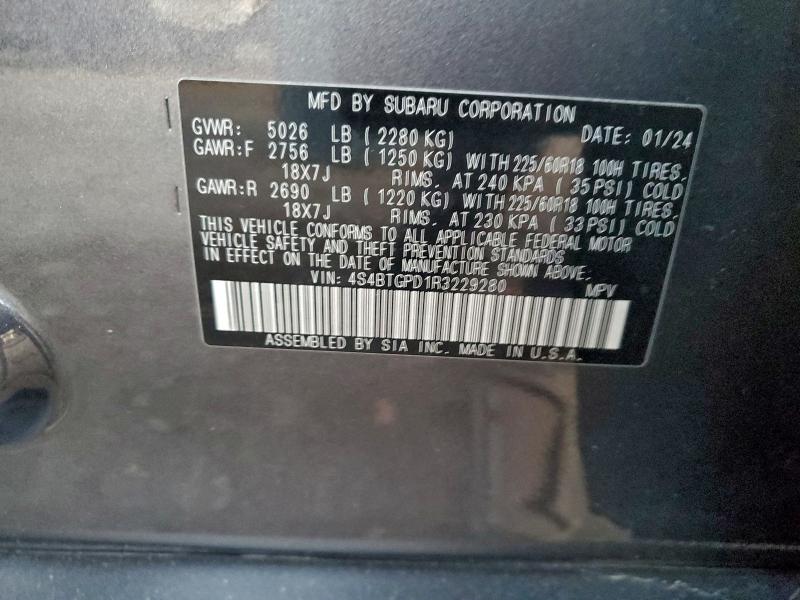 MFD BY SUBARU CORPORATION
GVWR: 5026 LB ( 2280 KG) DATE: 01/24
GAWR:F 2756 LB ( 1250 KG) WITH 225/60R18 100H TIRES.
18X7J RIMS. AT 240 KPA ( 35 PSI) COLD
GAWR:R 2690 LB ( 1220 KG) WITH 225/60R18 100H TIRES.
18X7J RIMS. AT 230 KPA ( 33 PSI) COLD
THIS VEHICLE CONFORMS TO ALL APPLICABLE FEDERAL MOTOR
VEHICLE SAFETY AND THEFT PREVENTION STANDARDS
IN EFFECT ON THE DATE OF MANUFACTURE SHOWN ABOVE.
VIN: 4S4BTGPD1R3229280 MPV
ASSEMBLED BY SIA INC. MADE IN U.S.A.